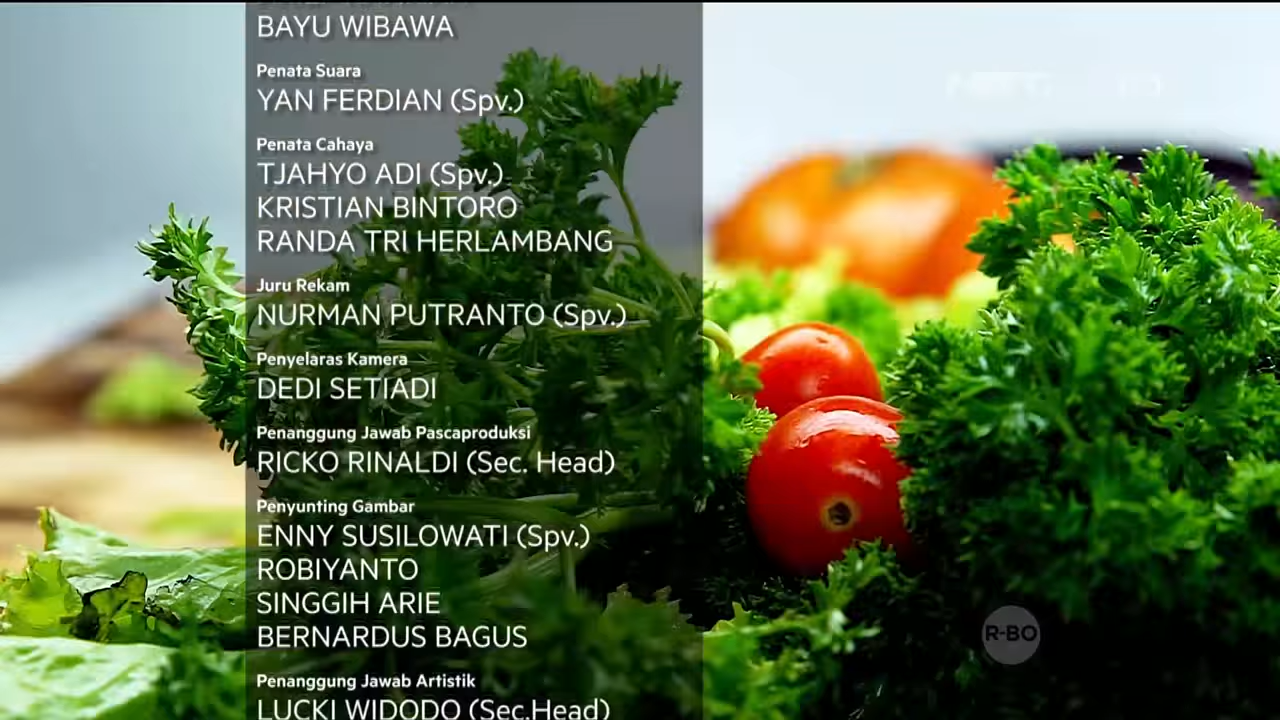 BAYU WIBAWA
Penata Suara
YAN FERDIAN (Spv.)
Penata Cahaya
TJAHYO ADI (Spv.)
KRISTIAN BINTORO
RANDA TRI HERLAMBANG
Juru Rekam
NURMAN PUTRANTO (Spv.)
Penyelaras Kamera
DEDI SETIADI
Penanggung Jawab Pascaproduksi
RICKO RINALDI (Sec. Head)
Penyunting Gambar
ENNY SUSILOWATI (Spv.)
ROBIYANTO
SINGGIH ARIE
BERNARDUS BAGUS
Penanggung Jawab Artistik
LUCKI WIDODO (Sec.Head)
R-BO